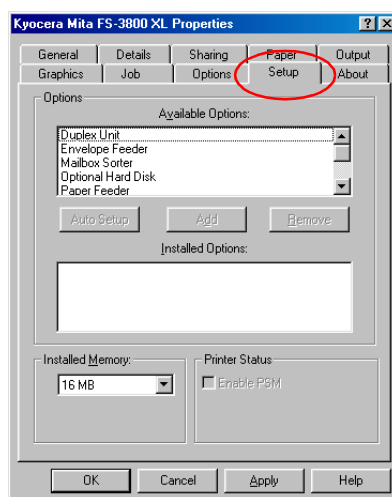 Kyocera Mita FS-3800 XL Properties
General Details Sharing Paper Output
Graphics Job Options Setup About
Options
Available Options:
Duplex Unit
Envelope Feeder
Mailbox Sorter
Optional Hard Disk
Paper Feeder
Auto Setup Add Remove
Installed Options:
Installed Memory: Printer Status
16 MB Enable PSM
OK Cancel Apply Help